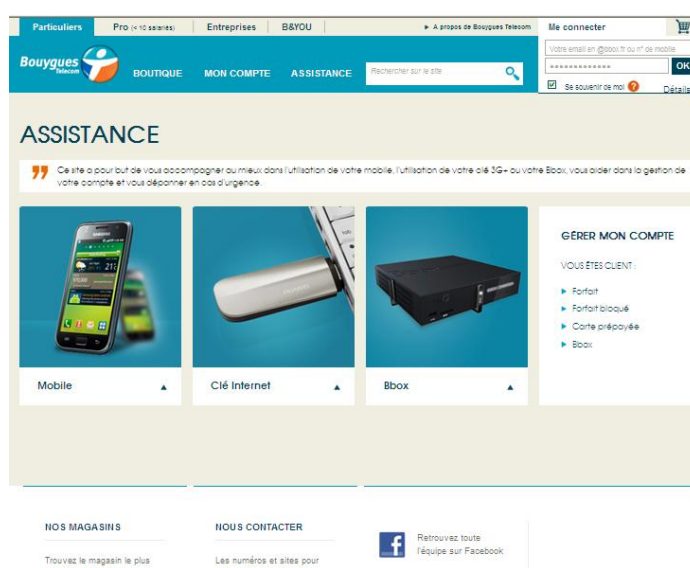 Particuliers Pro (< 10 salariés) Entreprises B&YOU A propos de Bouygues Telecom Me connecter
Votre email en @bbox.fr ou n° de mobile
Bouygues Telecom BOUTIQUE MON COMPTE ASSISTANCE Rechercher sur le site OK
Se souvenir de moi ? Détails
ASSISTANCE
Ce site a pour but de vous accompagner au mieux dans l'utilisation de votre mobile, l'utilisation de votre clé 3G+ ou votre Bbox, vous aider dans la gestion de
votre compte et vous dépanner en cas d'urgence.
SAMSUNG
HUAWEI
GÉRER MON COMPTE
VOUS ÊTES CLIENT :
Forfait
Forfait bloqué
Carte prépayée
Bbox
Mobile Clé Internet Bbox
NOS MAGASINS NOUS CONTACTER
Retrouvez toute
l'équipe sur Facebook
Trouvez le magasin le plus Les numéros et sites pour